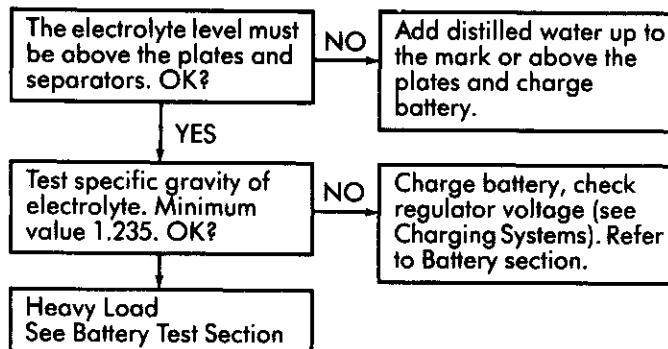 The electrolyte level must
be above the plates and
separators. OK?
NO
Add distilled water up to
the mark or above the
plates and charge
battery.
YES
Test specific gravity of
electrolyte. Minimum
value 1.235. OK?
NO
Charge battery, check
regulator voltage (see
Charging Systems). Refer
to Battery section.
Heavy Load
See Battery Test Section